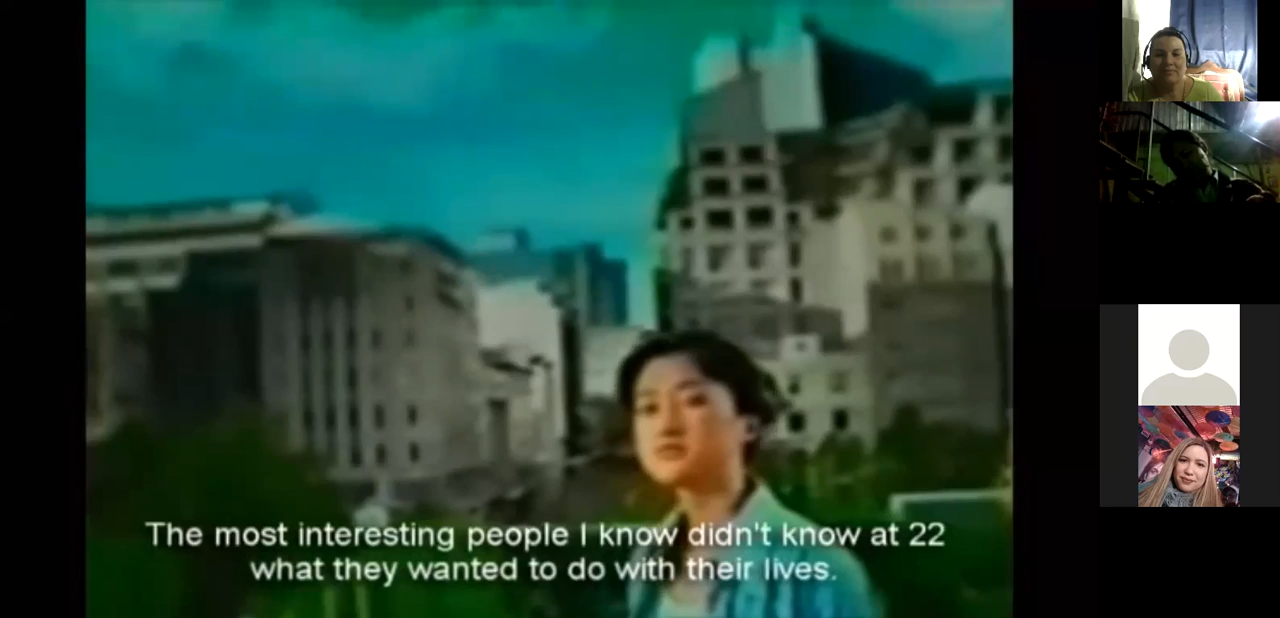 The most interesting people I know didn't know at 22
what they wanted to do with their lives.